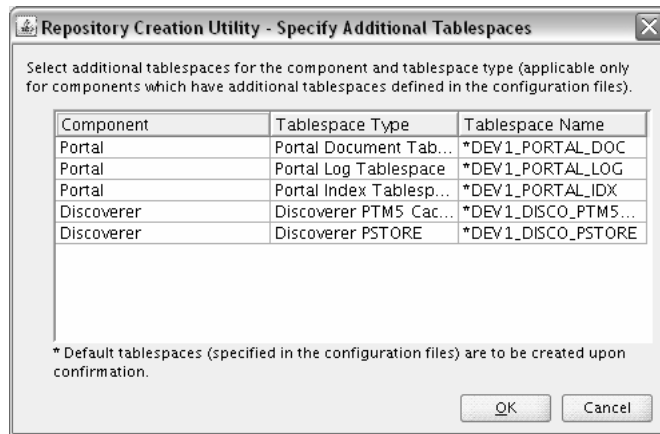 Repository Creation Utility - Specify Additional Tablespaces
Select additional tablespaces for the component and tablespace type (applicable only
for components which have additional tablespaces defined in the configuration files).
Component Tablespace Type Tablespace Name
Portal Portal Document Tab... *DEV1_PORTAL_DOC
Portal Portal Log Tablespace *DEV1_PORTAL_LOG
Portal Portal Index Tablesp... *DEV1_PORTAL_IDX
Discoverer Discoverer PTM5 Cac... *DEV1_DISCO_PTM5...
Discoverer Discoverer PSTORE *DEV1_DISCO_PSTORE
* Default tablespaces (specified in the configuration files) are to be created upon
confirmation.
OK Cancel